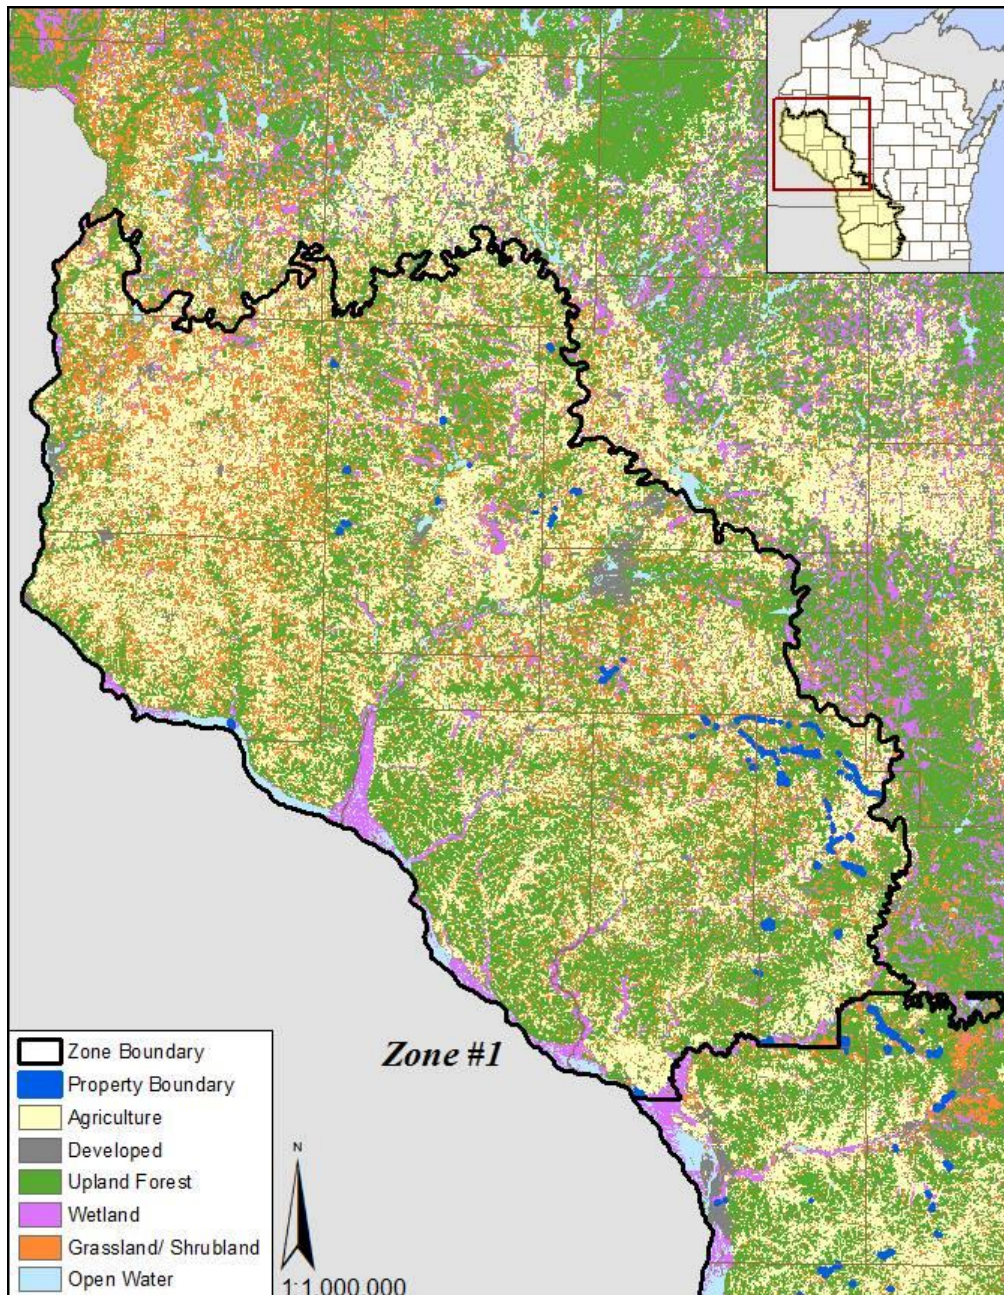 Zone #1
Zone Boundary
Property Boundary
Agriculture
Developed
Upland Forest
Wetland
Grassland/ Shrubland
Open Water
N
1:1,000,000